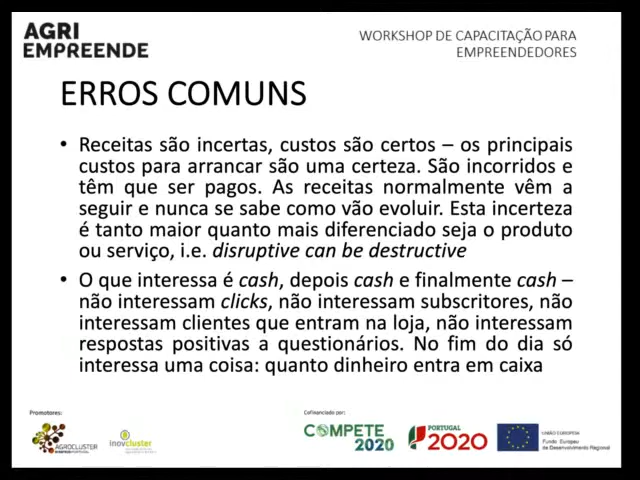 AGRI
EMPREENDE
WORKSHOP DE CAPACITAÇÃO PARA
EMPREENDEDORES
ERROS COMUNS
• Receitas são incertas, custos são certos – os principais
custos para arrancar são uma certeza. São incorridos e
têm que ser pagos. As receitas normalmente vêm a
seguir e nunca se sabe como vão evoluir. Esta incerteza
é tanto maior quanto mais diferenciado seja o produto
ou serviço, i.e. disruptive can be destructive
• O que interessa é cash, depois cash e finalmente cash –
não interessam clicks, não interessam subscritores, não
interessam clientes que entram na loja, não interessam
respostas positivas a questionários. No fim do dia só
interessa uma coisa: quanto dinheiro entra em caixa
Promotores:
AGROCLUSTER
inovcluster
Cofinanciado por:
COMPETE
2020
PORTUGAL
2020
UNIÃO EUROPEIA
Fundo Europeu
de Desenvolvimento Regional